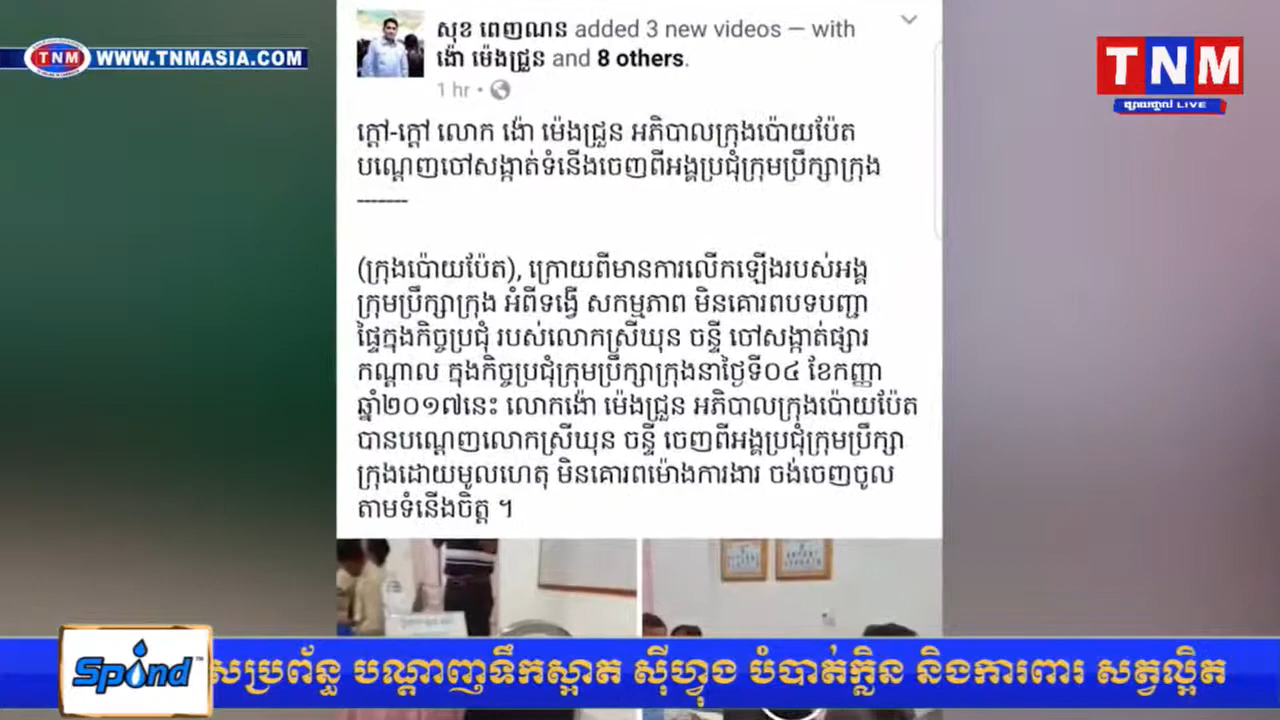 TNM
WWW.TNMASIA.COM
TNM
ផ្សាយផ្ទាល់ LIVE
សុខ ពេញណន added 3 new videos — with
ង៉ោ ម៉េងជ្រួន and 8 others.
1 hr
ក្ដៅ-ក្ដៅ លោក ង៉ោ ម៉េងជ្រួន អភិបាលក្រុងប៉ោយប៉ែត
បណ្ដេញចៅសង្កាត់ទំនើងចេញពីអង្គប្រជុំក្រុមប្រឹក្សាក្រុង
-------
(ក្រុងប៉ោយប៉ែត), ក្រោយពីមានការលើកឡើងរបស់អង្គ
ក្រុមប្រឹក្សាក្រុង អំពីទង្វើ សកម្មភាព មិនគោរពបទបញ្ជា
ផ្ទៃក្នុងកិច្ចប្រជុំ របស់លោកស្រីឃុន ចន្ធី ចៅសង្កាត់ផ្សារ
កណ្ដាល ក្នុងកិច្ចប្រជុំក្រុមប្រឹក្សាក្រុងនាថ្ងៃទី០៤ ខែកញ្ញា
ឆ្នាំ២០១៧នេះ លោកង៉ោ ម៉េងជ្រួន អភិបាលក្រុងប៉ោយប៉ែត
បានបណ្ដេញលោកស្រីឃុន ចន្ធី ចេញពីអង្គប្រជុំក្រុមប្រឹក្សា
ក្រុងដោយមូលហេតុ មិនគោរពម៉ោងការងារ ចង់ចេញចូល
តាមទំនើងចិត្ត ។
Spind™
សប្រព័ន្ធ បណ្តាញទឹកស្អាត ស៊ីហ្វុង បំបាត់ក្លិន និងការពារ សត្វល្អិត